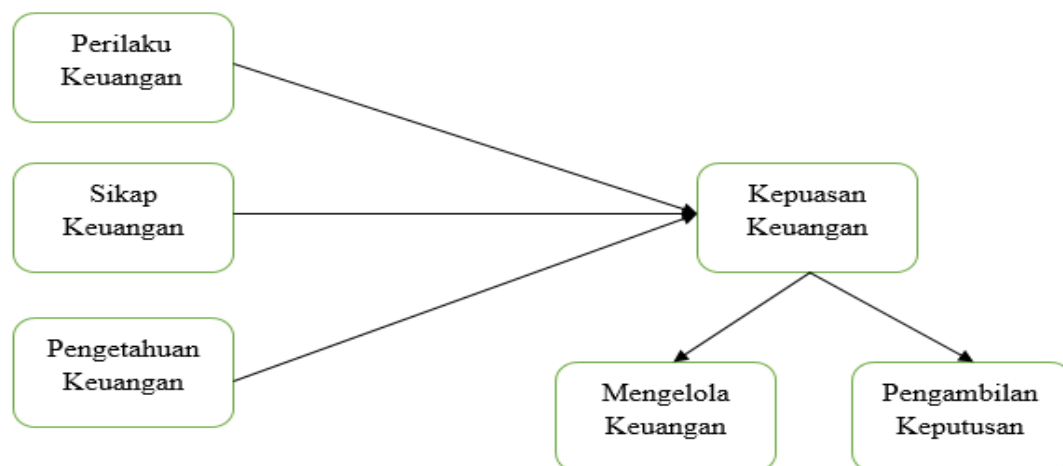 Perilaku
Keuangan
Sikap
Keuangan
Kepuasan
Keuangan
Pengetahuan
Keuangan
Mengelola
Keuangan
Pengambilan
Keputusan